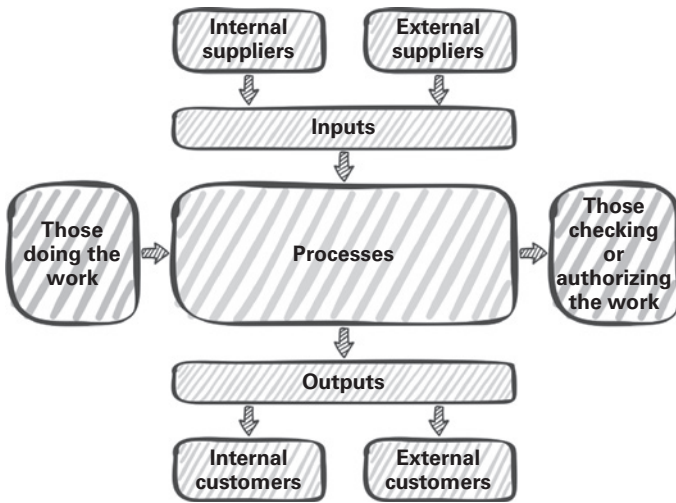 Internal
suppliers
External
suppliers
Inputs
Those
doing the
work
Processes
Those
checking
or
authorizing
the work
Outputs
Internal
customers
External
customers